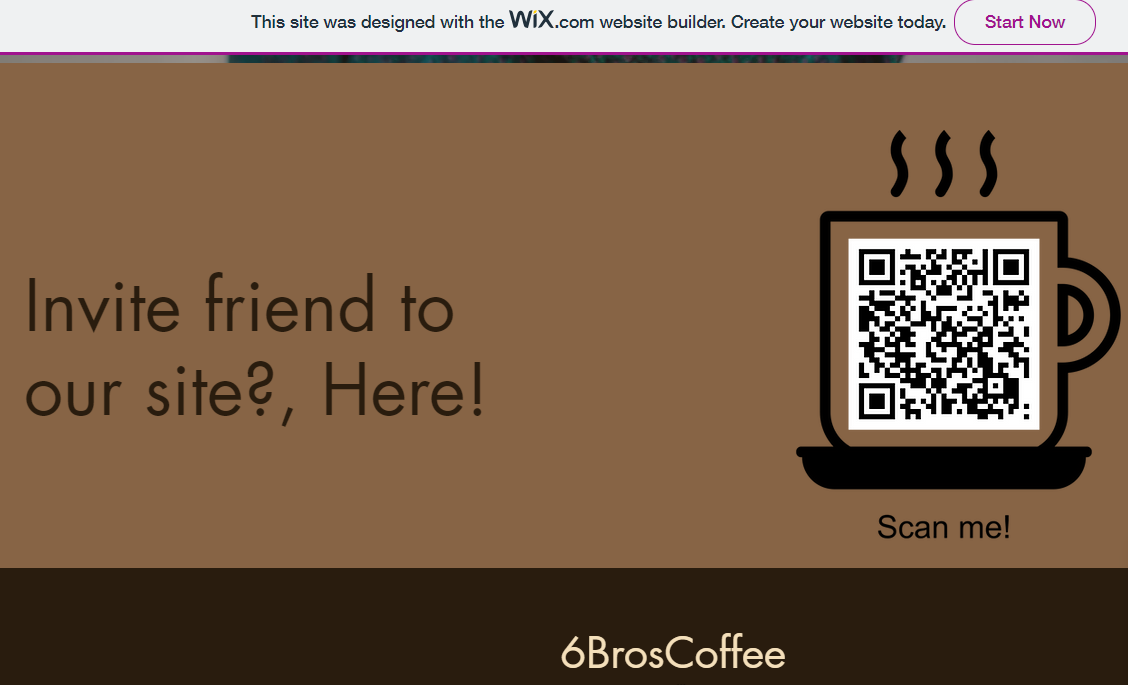 This site was designed with the WiX.com website builder. Create your website today. Start Now
Invite friend to
our site?, Here!
Scan me!
6BrosCoffee